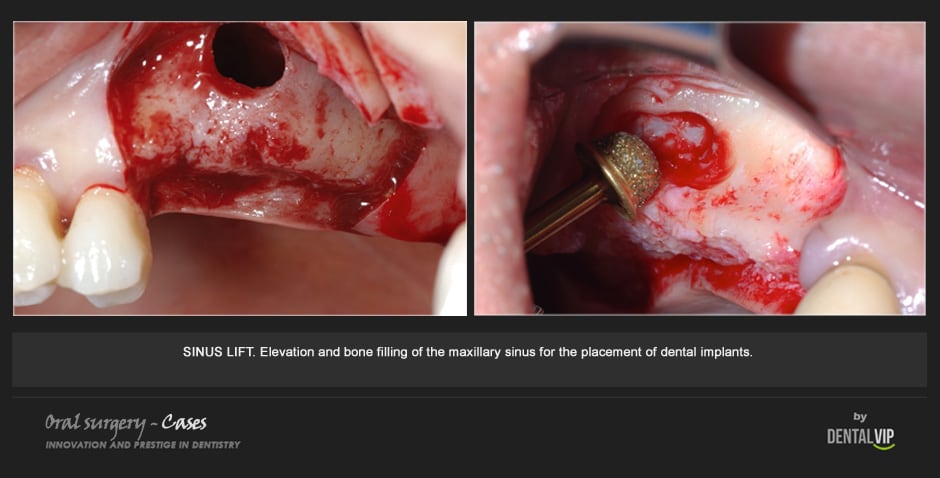 SINUS LIFT. Elevation and bone filling of the maxillary sinus for the placement of dental implants.
Oral surgery - Cases
INNOVATION AND PRESTIGE IN DENTISTRY
by
DENTALVIP